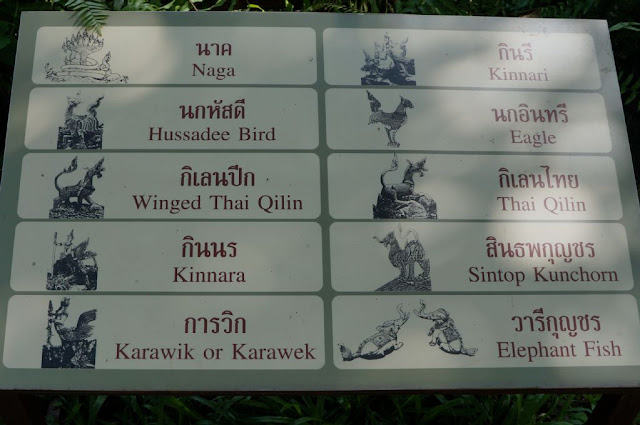 นาค
Naga
กินรี
Kinnari
นกหัสดี
Hussadee Bird
นกอินทรี
Eagle
กิเลนปีก
Winged Thai Qilin
กิเลนไทย
Thai Qilin
กินนร
Kinnara
สินธพกุญชร
Sintop Kunchorn
การวิก
Karawik or Karawek
วารีกุญชร
Elephant Fish